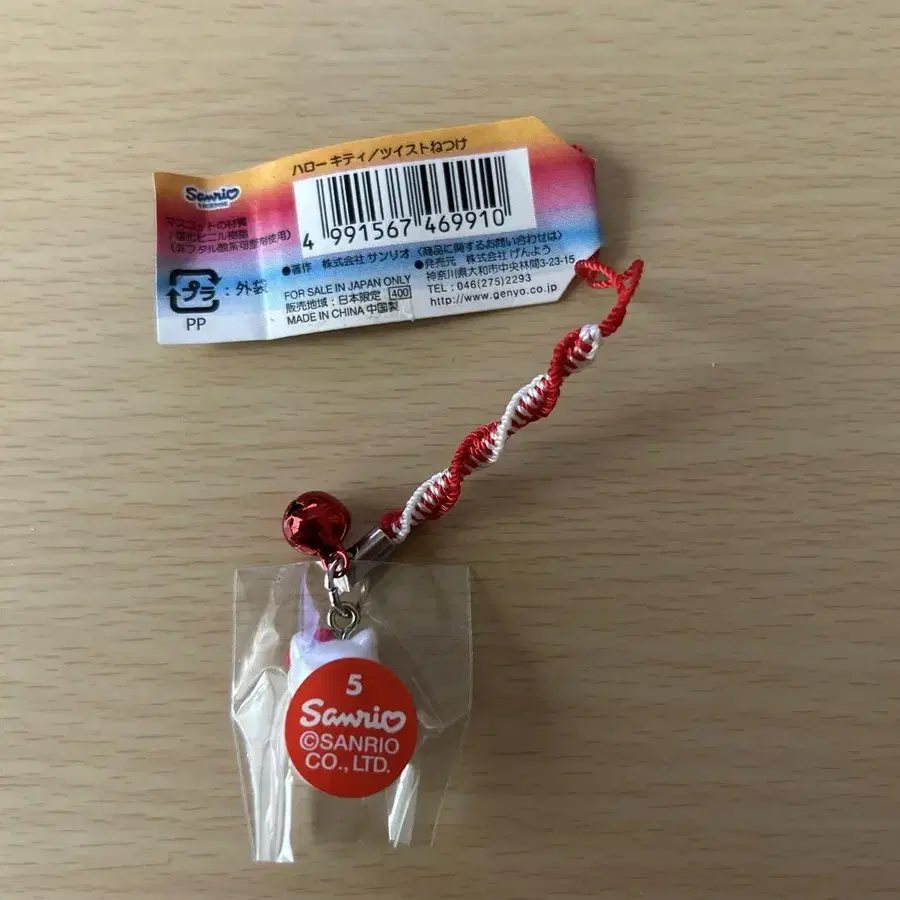 ハロー キティ/ツイストねつけ
Sanrio
マスコットの材質
:塩化ビニル樹脂
(非フタル酸系可塑剤使用)
4 991567 469910
●著作 株式会社 サンリオ 〈商品に関するお問い合わせは〉
●発売元 株式会社 げんよう
神奈川県大和市中央林間3-23-15
TEL : 046(275)2293
http://www.genyo.co.jp
FOR SALE IN JAPAN ONLY
販売地域:日本限定 400
MADE IN CHINA 中国製
プラ :外袋
PP
5
Sanrio
©SANRIO
CO., LTD.